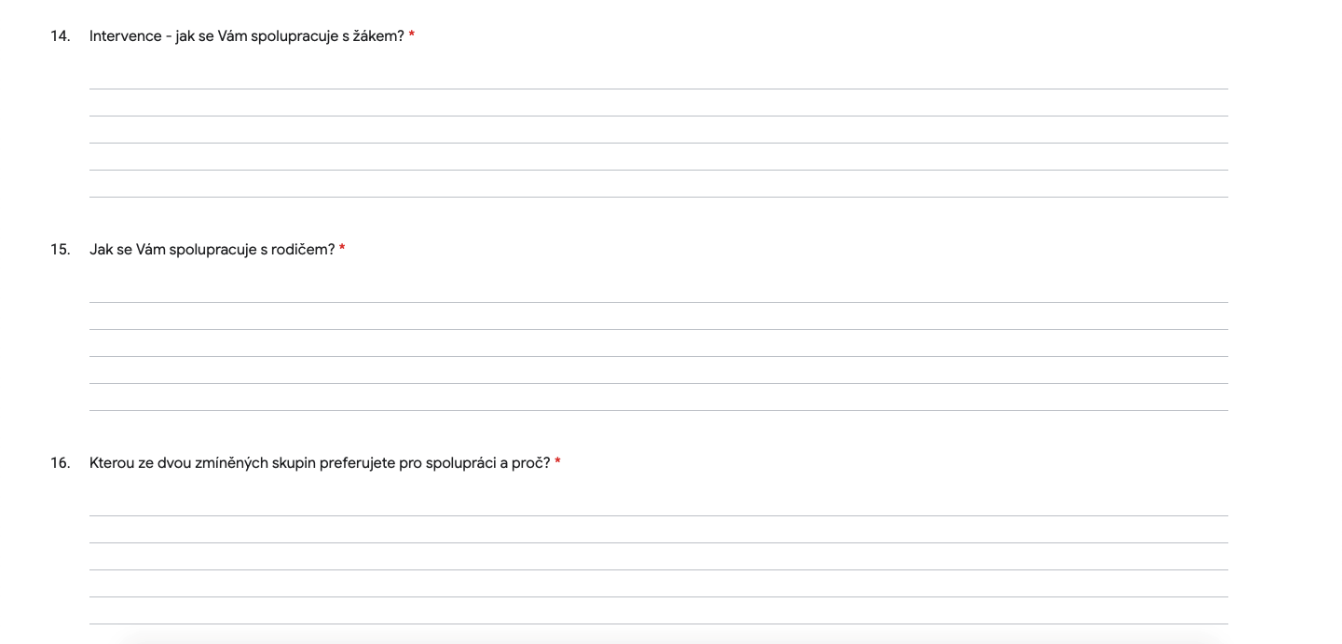 14. Intervence - jak se Vám spolupracuje s žákem? *
15. Jak se Vám spolupracuje s rodičem? *
16. Kterou ze dvou zmíněných skupin preferujete pro spolupráci a proč? *